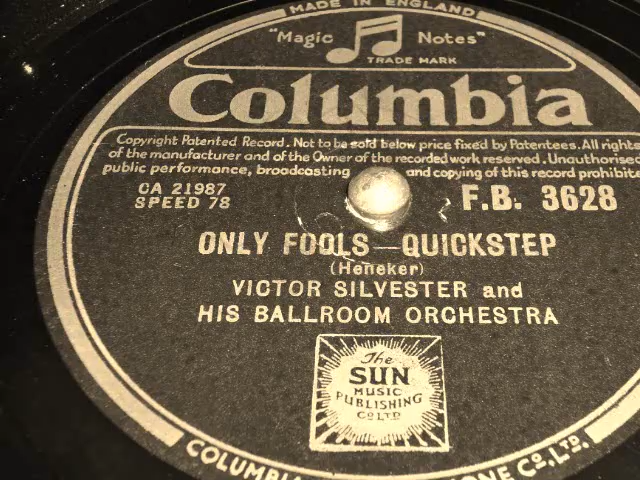 MADE IN ENGLAND
"Magic Notes"
TRADE MARK
Columbia
Copyright Patented Record. Not to be sold below price fixed by Patentees. All rights
of the manufacturer and of the Owner of the recorded work reserved. Unauthorised
public performance, broadcasting and copying of this record prohibite
CA 21987
SPEED 78
F.B. 3628
ONLY FOOLS—QUICKSTEP
(Heneker)
VICTOR SILVESTER and
HIS BALLROOM ORCHESTRA
The
SUN
MUSIC
PUBLISHING
Co LTD
COLUMBIA Co. LTD.